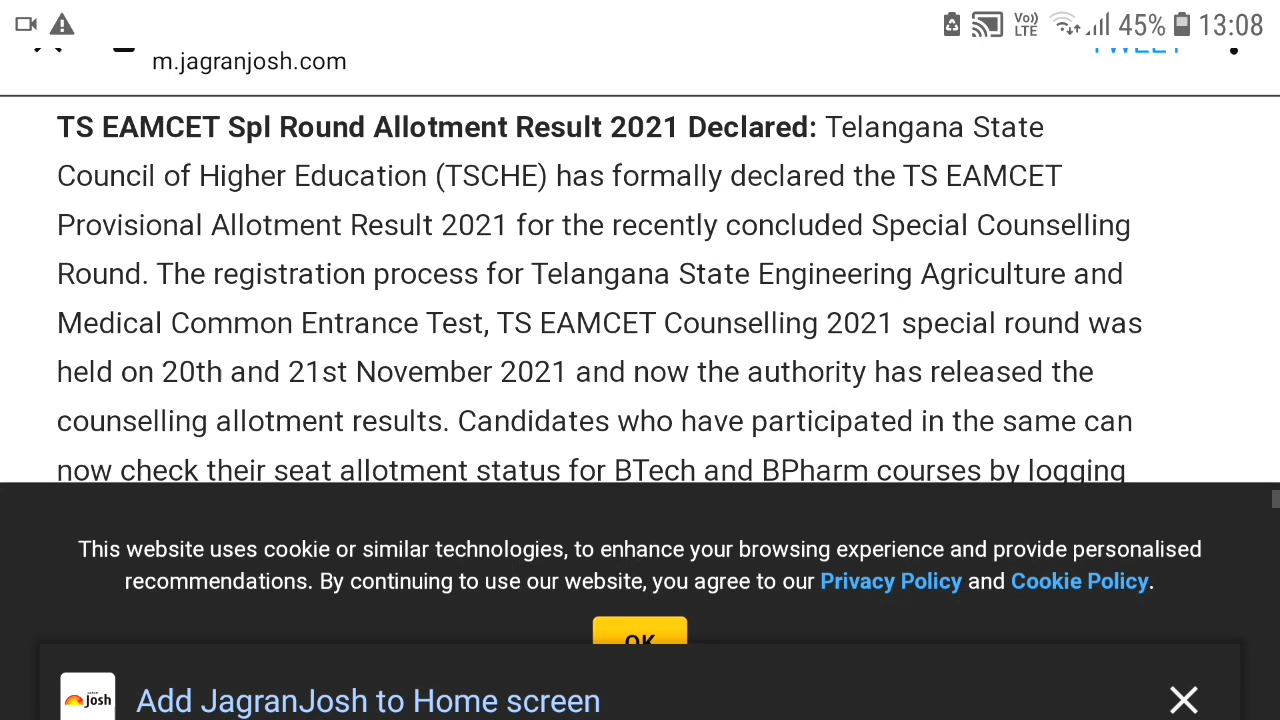 Vo)) LTE 45% 13:08
m.jagranjosh.com
TS EAMCET Spl Round Allotment Result 2021 Declared: Telangana State
Council of Higher Education (TSCHE) has formally declared the TS EAMCET
Provisional Allotment Result 2021 for the recently concluded Special Counselling
Round. The registration process for Telangana State Engineering Agriculture and
Medical Common Entrance Test, TS EAMCET Counselling 2021 special round was
held on 20th and 21st November 2021 and now the authority has released the
counselling allotment results. Candidates who have participated in the same can
now check their seat allotment status for BTech and BPharm courses by logging
This website uses cookie or similar technologies, to enhance your browsing experience and provide personalised
recommendations. By continuing to use our website, you agree to our Privacy Policy and Cookie Policy.
OK
Josh
Add JagranJosh to Home screen